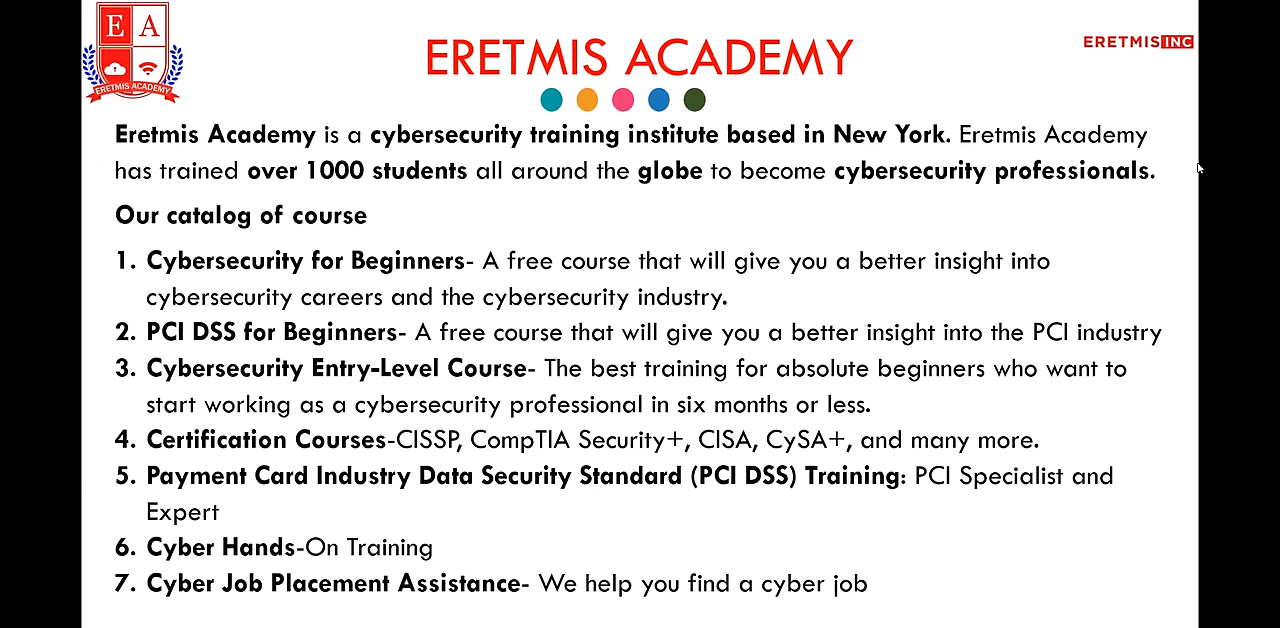 E A
ERETMIS ACADEMY
ERETMIS INC
ERETMIS ACADEMY
Eretmis Academy is a cybersecurity training institute based in New York. Eretmis Academy
has trained over 1000 students all around the globe to become cybersecurity professionals.
Our catalog of course
1. Cybersecurity for Beginners- A free course that will give you a better insight into
cybersecurity careers and the cybersecurity industry.
2. PCI DSS for Beginners- A free course that will give you a better insight into the PCI industry
3. Cybersecurity Entry-Level Course- The best training for absolute beginners who want to
start working as a cybersecurity professional in six months or less.
4. Certification Courses-CISSP, CompTIA Security+, CISA, CySA+, and many more.
5. Payment Card Industry Data Security Standard (PCI DSS) Training: PCI Specialist and
Expert
6. Cyber Hands-On Training
7. Cyber Job Placement Assistance- We help you find a cyber job